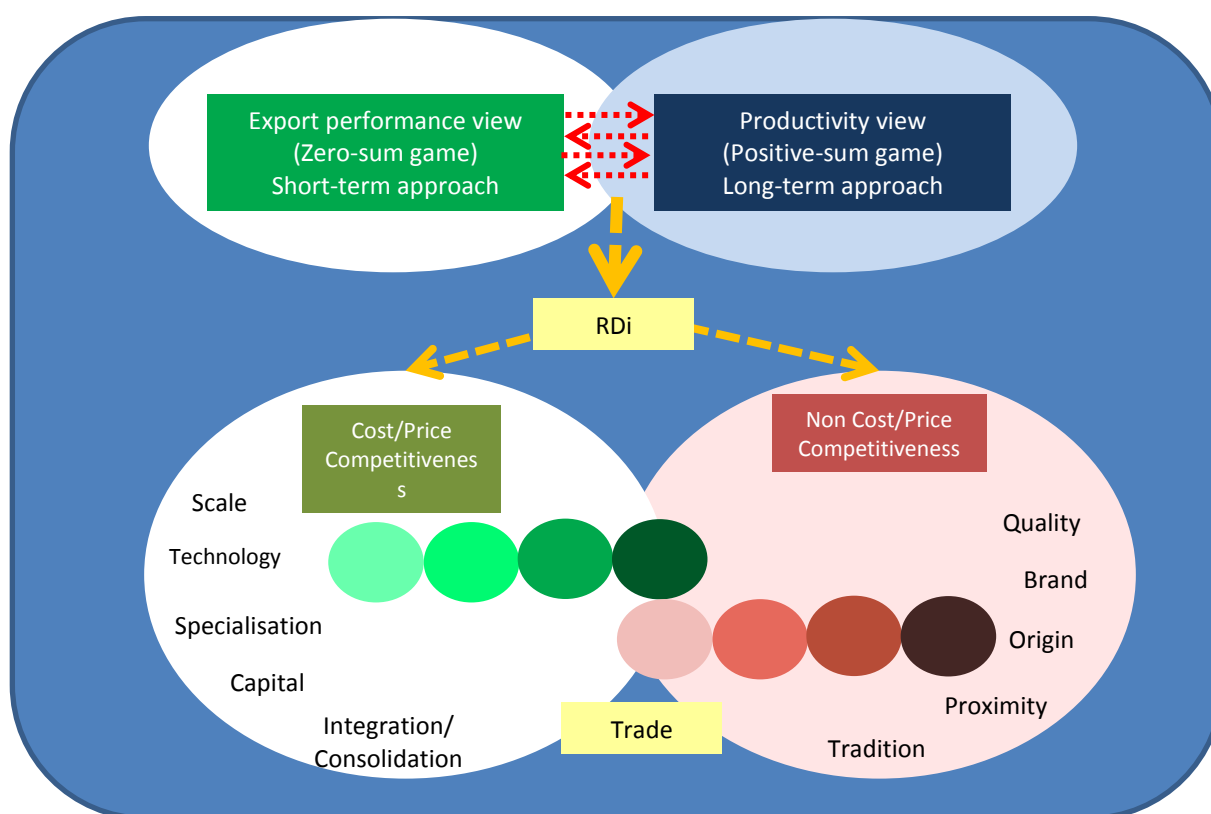 Export performance view
(Zero-sum game)
Short-term approach
Productivity view
(Positive-sum game)
Long-term approach
RDi
Cost/Price
Competitivenes
s
Non Cost/Price
Competitiveness
Scale
Technology
Specialisation
Capital
Integration/
Consolidation
Trade
Quality
Brand
Origin
Proximity
Tradition